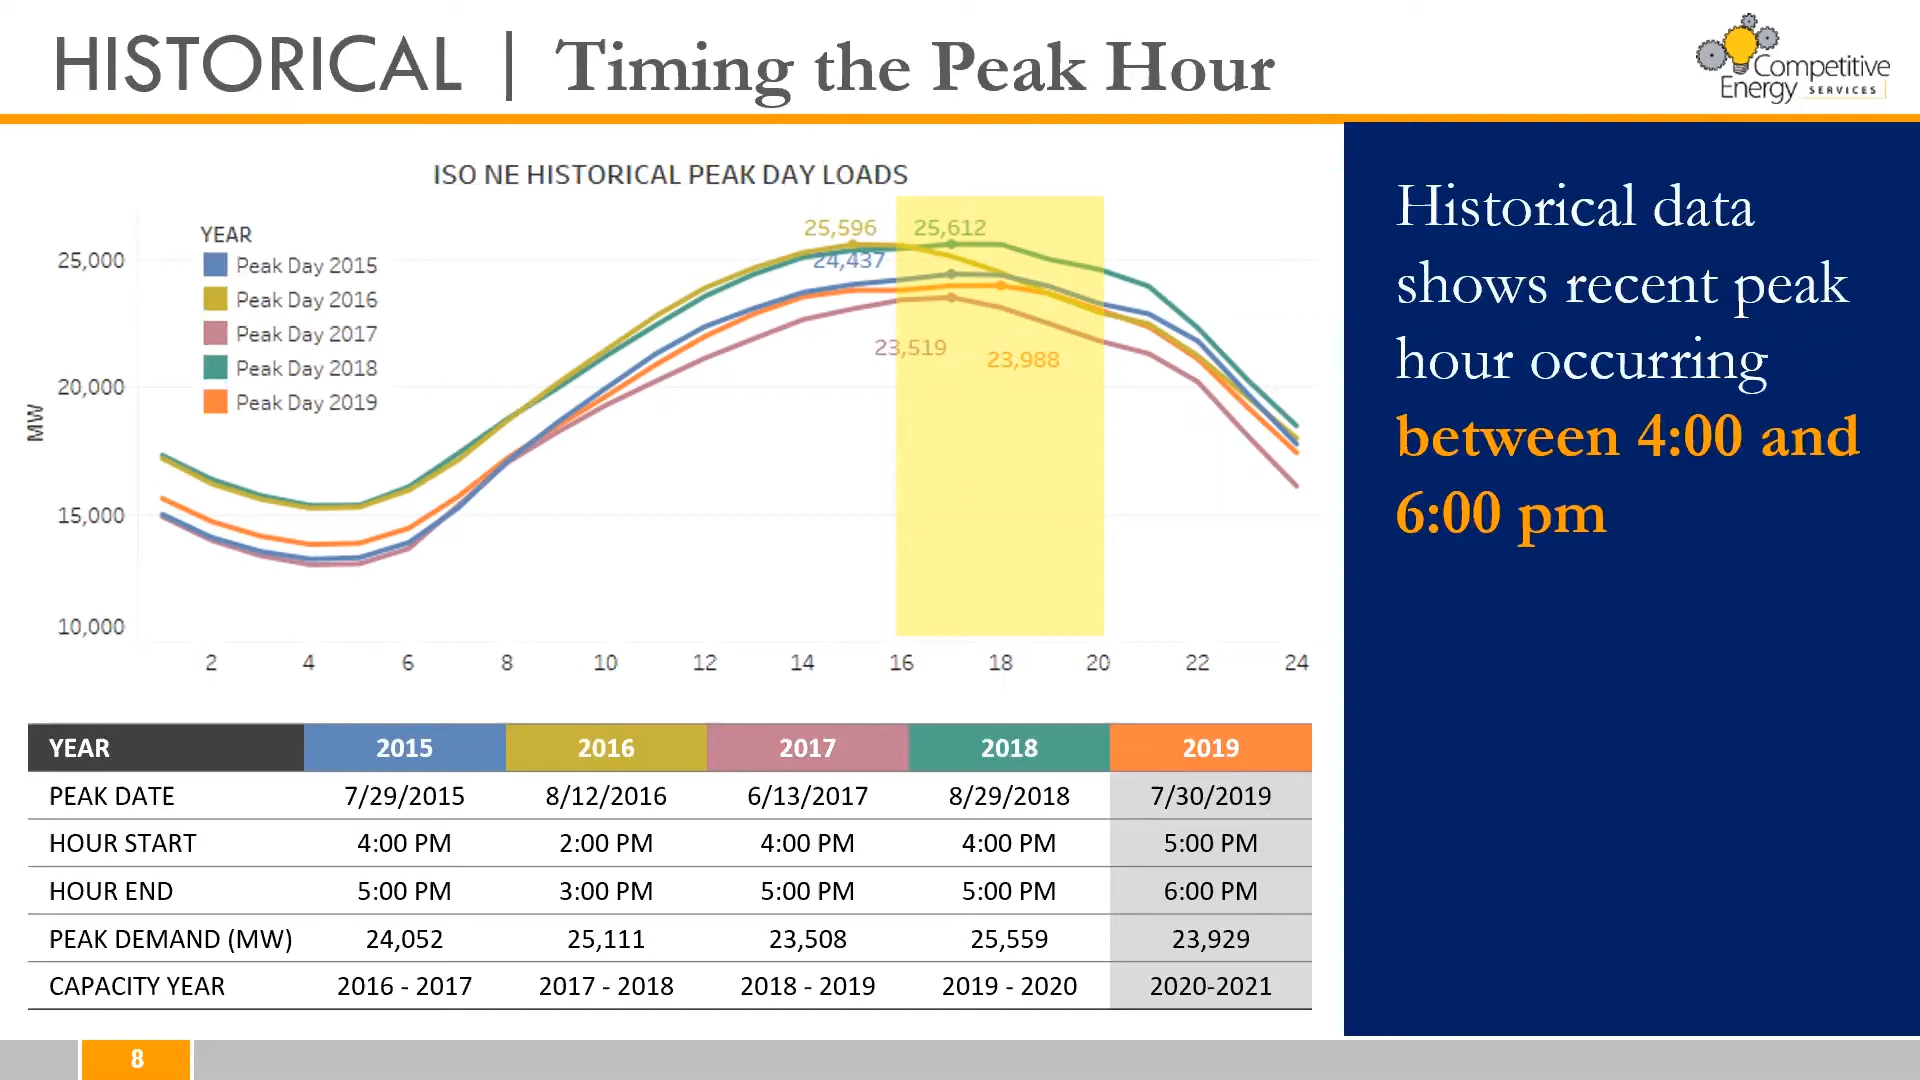 HISTORICAL | Timing the Peak Hour
Competitive
Energy SERVICES
ISO NE HISTORICAL PEAK DAY LOADS
YEAR
Peak Day 2015
Peak Day 2016
Peak Day 2017
Peak Day 2018
Peak Day 2019
25,596 25,612
24,437
23,519
23,988
MW
25,000
20,000
15,000
10,000
2 4 6 8 10 12 14 16 18 20 22 24
Historical data
shows recent peak
hour occurring
between 4:00 and
6:00 pm
YEAR 2015 2016 2017 2018 2019
PEAK DATE 7/29/2015 8/12/2016 6/13/2017 8/29/2018 7/30/2019
HOUR START 4:00 PM 2:00 PM 4:00 PM 4:00 PM 5:00 PM
HOUR END 5:00 PM 3:00 PM 5:00 PM 5:00 PM 6:00 PM
PEAK DEMAND (MW) 24,052 25,111 23,508 25,559 23,929
CAPACITY YEAR 2016 - 2017 2017 - 2018 2018 - 2019 2019 - 2020 2020-2021
8